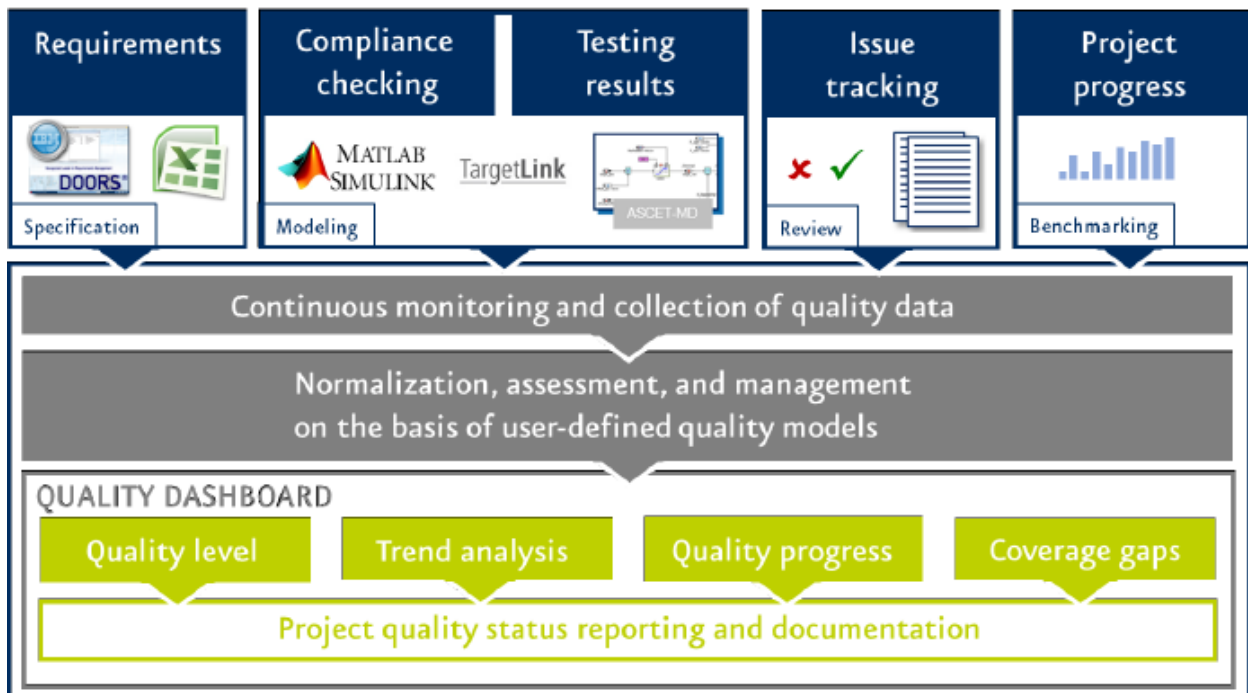 Requirements
Compliance
checking
Testing
results
Issue
tracking
Project
progress
IBM
DOORS®
MATLAB
SIMULINK®
TargetLink
ASCET-MD
Specification
Modeling
Review
Benchmarking
Continuous monitoring and collection of quality data
Normalization, assessment, and management
on the basis of user-defined quality models
QUALITY DASHBOARD
Quality level
Trend analysis
Quality progress
Coverage gaps
Project quality status reporting and documentation